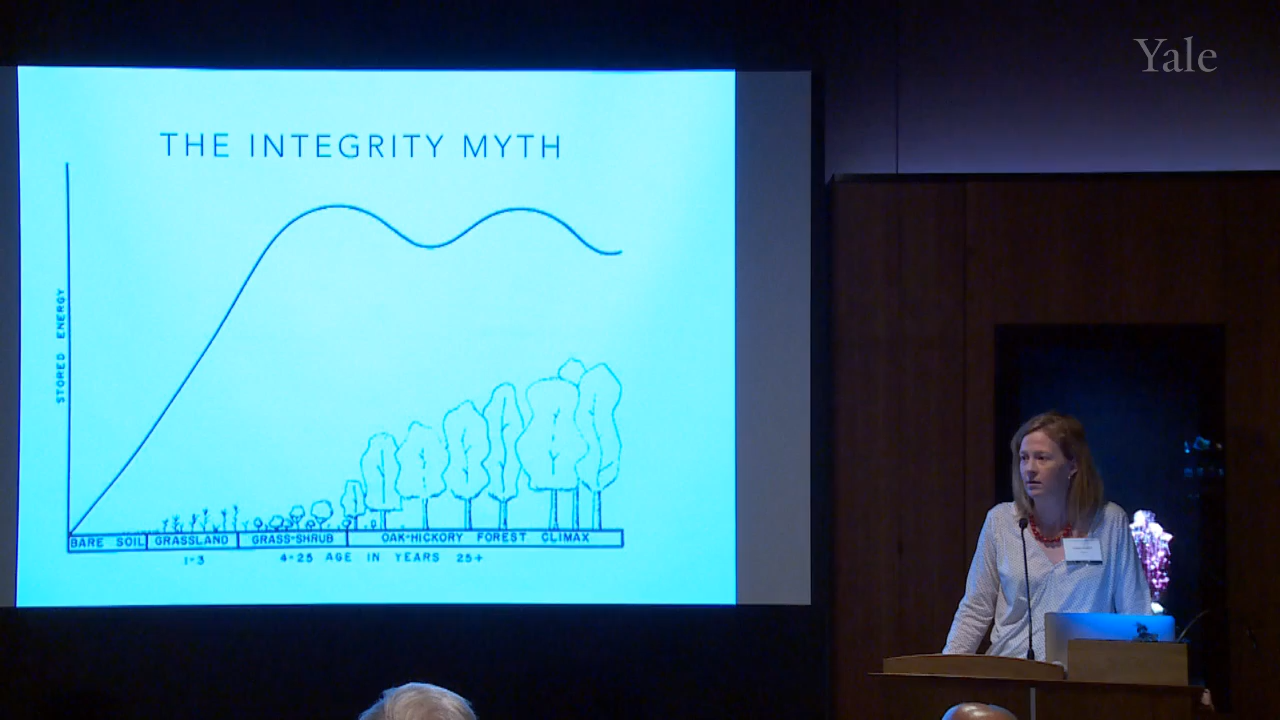 Yale
THE INTEGRITY MYTH
STORED ENERGY
BARE SOIL GRASSLAND GRASS-SHRUB OAK-HICKORY FOREST CLIMAX
1-3 4-25 AGE IN YEARS 25+